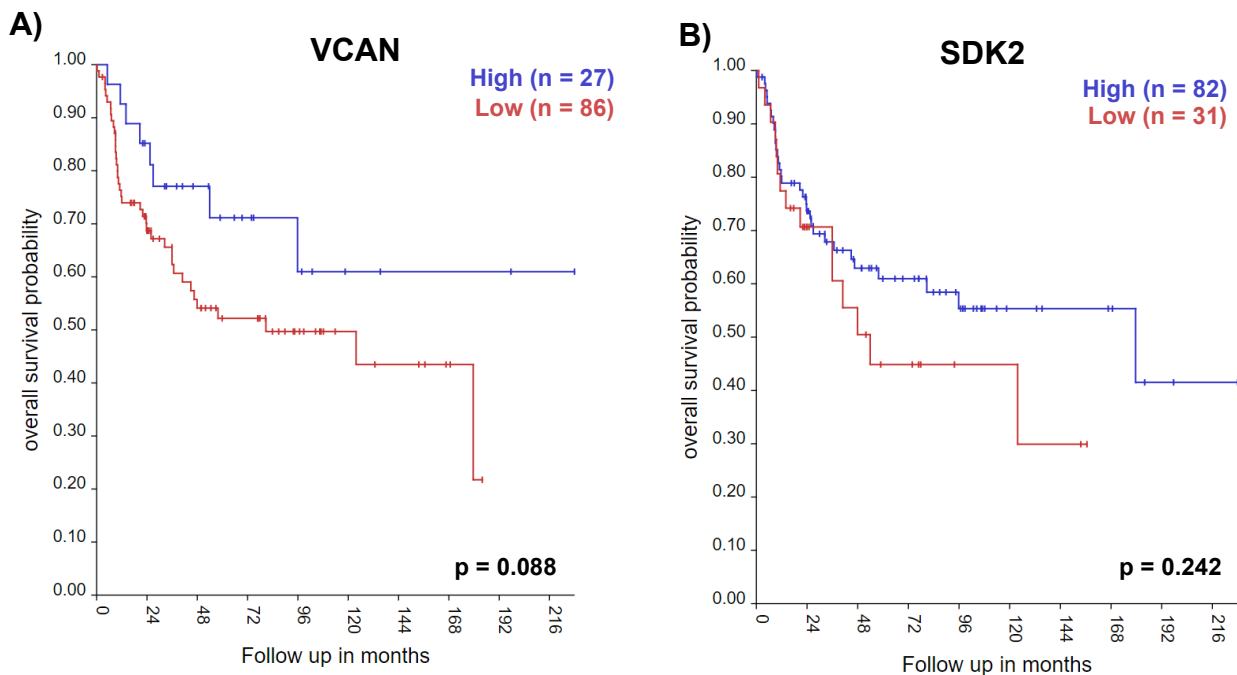 A)
VCAN
High (n = 27)
Low (n = 86)
1.00
0.90
0.80
0.70
0.60
0.50
0.40
0.30
0.20
0.10
0.00
overall survival probability
p = 0.088
0 24 48 72 96 120 144 168 192 216
Follow up in months
B)
SDK2
High (n = 82)
Low (n = 31)
1.00
0.90
0.80
0.70
0.60
0.50
0.40
0.30
0.20
0.10
0.00
overall survival probability
p = 0.242
0 24 48 72 96 120 144 168 192 216
Follow up in months